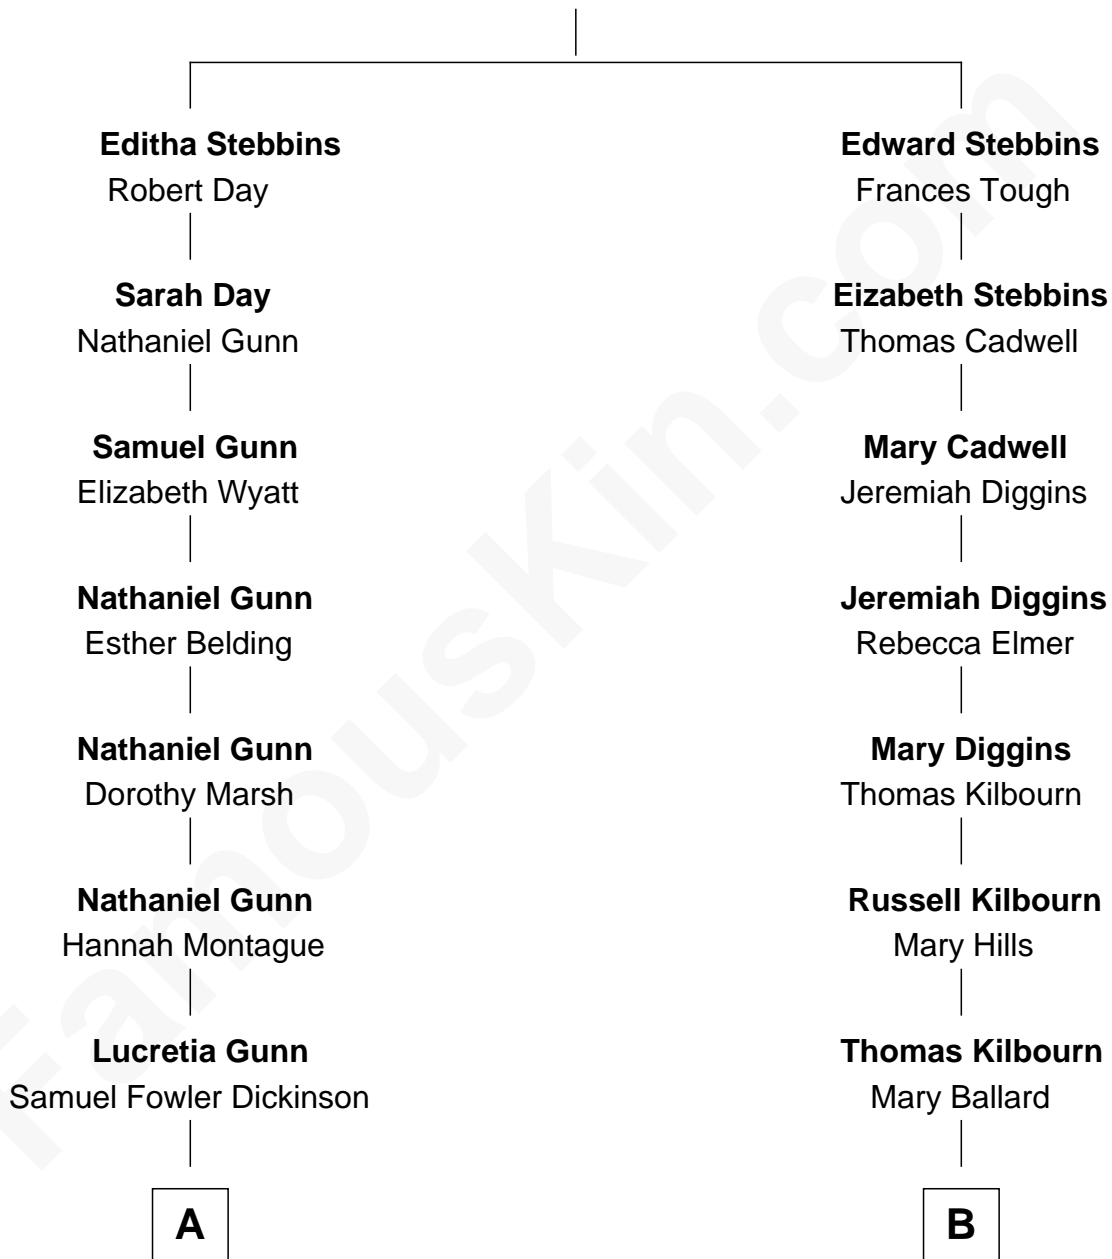 Editha Stebbins
Robert Day
Edward Stebbins
Frances Tough
Sarah Day
Nathaniel Gunn
Eizabeth Stebbins
Thomas Cadwell
Samuel Gunn
Elizabeth Wyatt
Mary Cadwell
Jeremiah Diggins
Nathaniel Gunn
Esther Belding
Jeremiah Diggins
Rebecca Elmer
Nathaniel Gunn
Dorothy Marsh
Mary Diggins
Thomas Kilbourn
Nathaniel Gunn
Hannah Montague
Russell Kilbourn
Mary Hills
Lucretia Gunn
Samuel Fowler Dickinson
Thomas Kilbourn
Mary Ballard
A
B
FamousKin.com